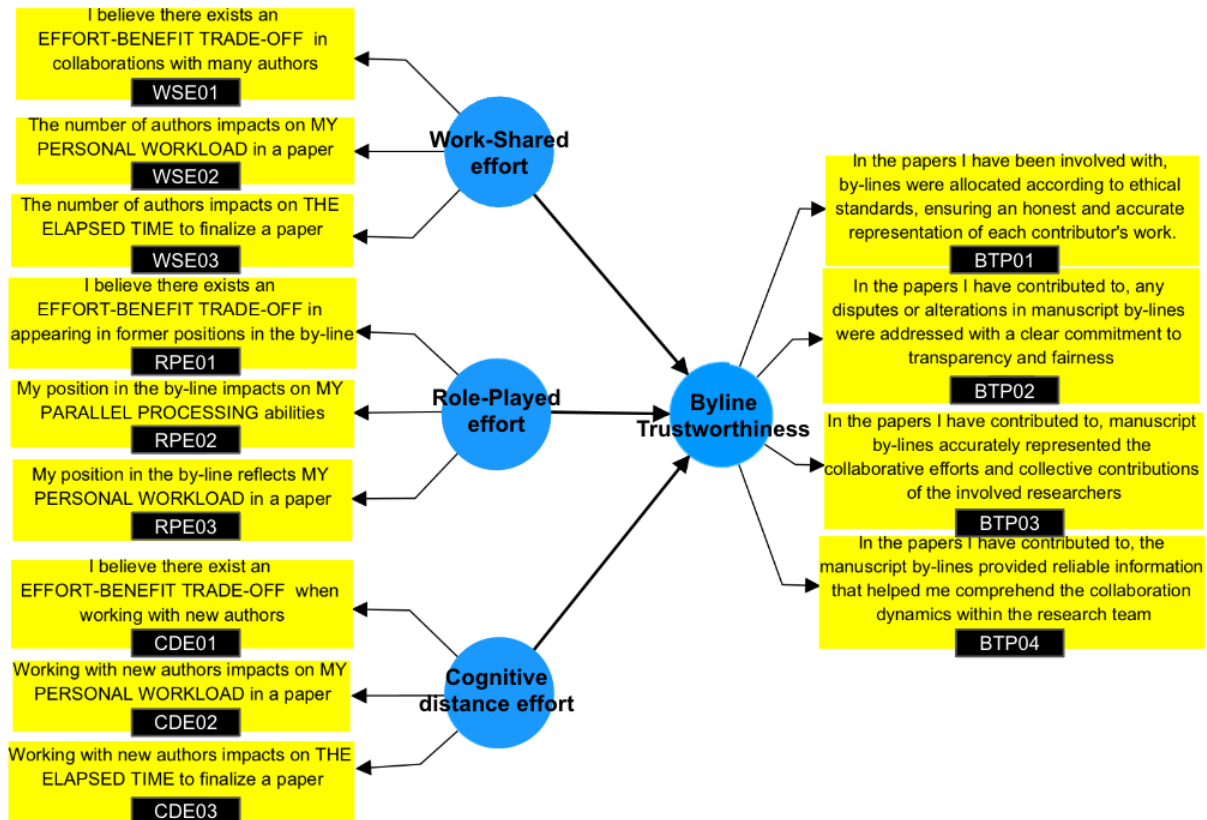 I believe there exists an
EFFORT-BENEFIT TRADE-OFF in
collaborations with many authors
WSE01
The number of authors impacts on MY
PERSONAL WORKLOAD in a paper
WSE02
The number of authors impacts on THE
ELAPSED TIME to finalize a paper
WSE03
I believe there exists an
EFFORT-BENEFIT TRADE-OFF in
appearing in former positions in the by-line
RPE01
My position in the by-line impacts on MY
PARALLEL PROCESSING abilities
RPE02
My position in the by-line reflects MY
PERSONAL WORKLOAD in a paper
RPE03
I believe there exist an
EFFORT-BENEFIT TRADE-OFF when
working with new authors
CDE01
Working with new authors impacts on MY
PERSONAL WORKLOAD in a paper
CDE02
Working with new authors impacts on THE
ELAPSED TIME to finalize a paper
CDE03
Work-Shared
effort
Role-Played
effort
Cognitive
distance effort
Byline
Trustworthiness
In the papers I have been involved with,
by-lines were allocated according to ethical
standards, ensuring an honest and accurate
representation of each contributor's work.
BTP01
In the papers I have contributed to, any
disputes or alterations in manuscript by-lines
were addressed with a clear commitment to
transparency and fairness
BTP02
In the papers I have contributed to, manuscript
by-lines accurately represented the
collaborative efforts and collective contributions
of the involved researchers
BTP03
In the papers I have contributed to, the
manuscript by-lines provided reliable information
that helped me comprehend the collaboration
dynamics within the research team
BTP04